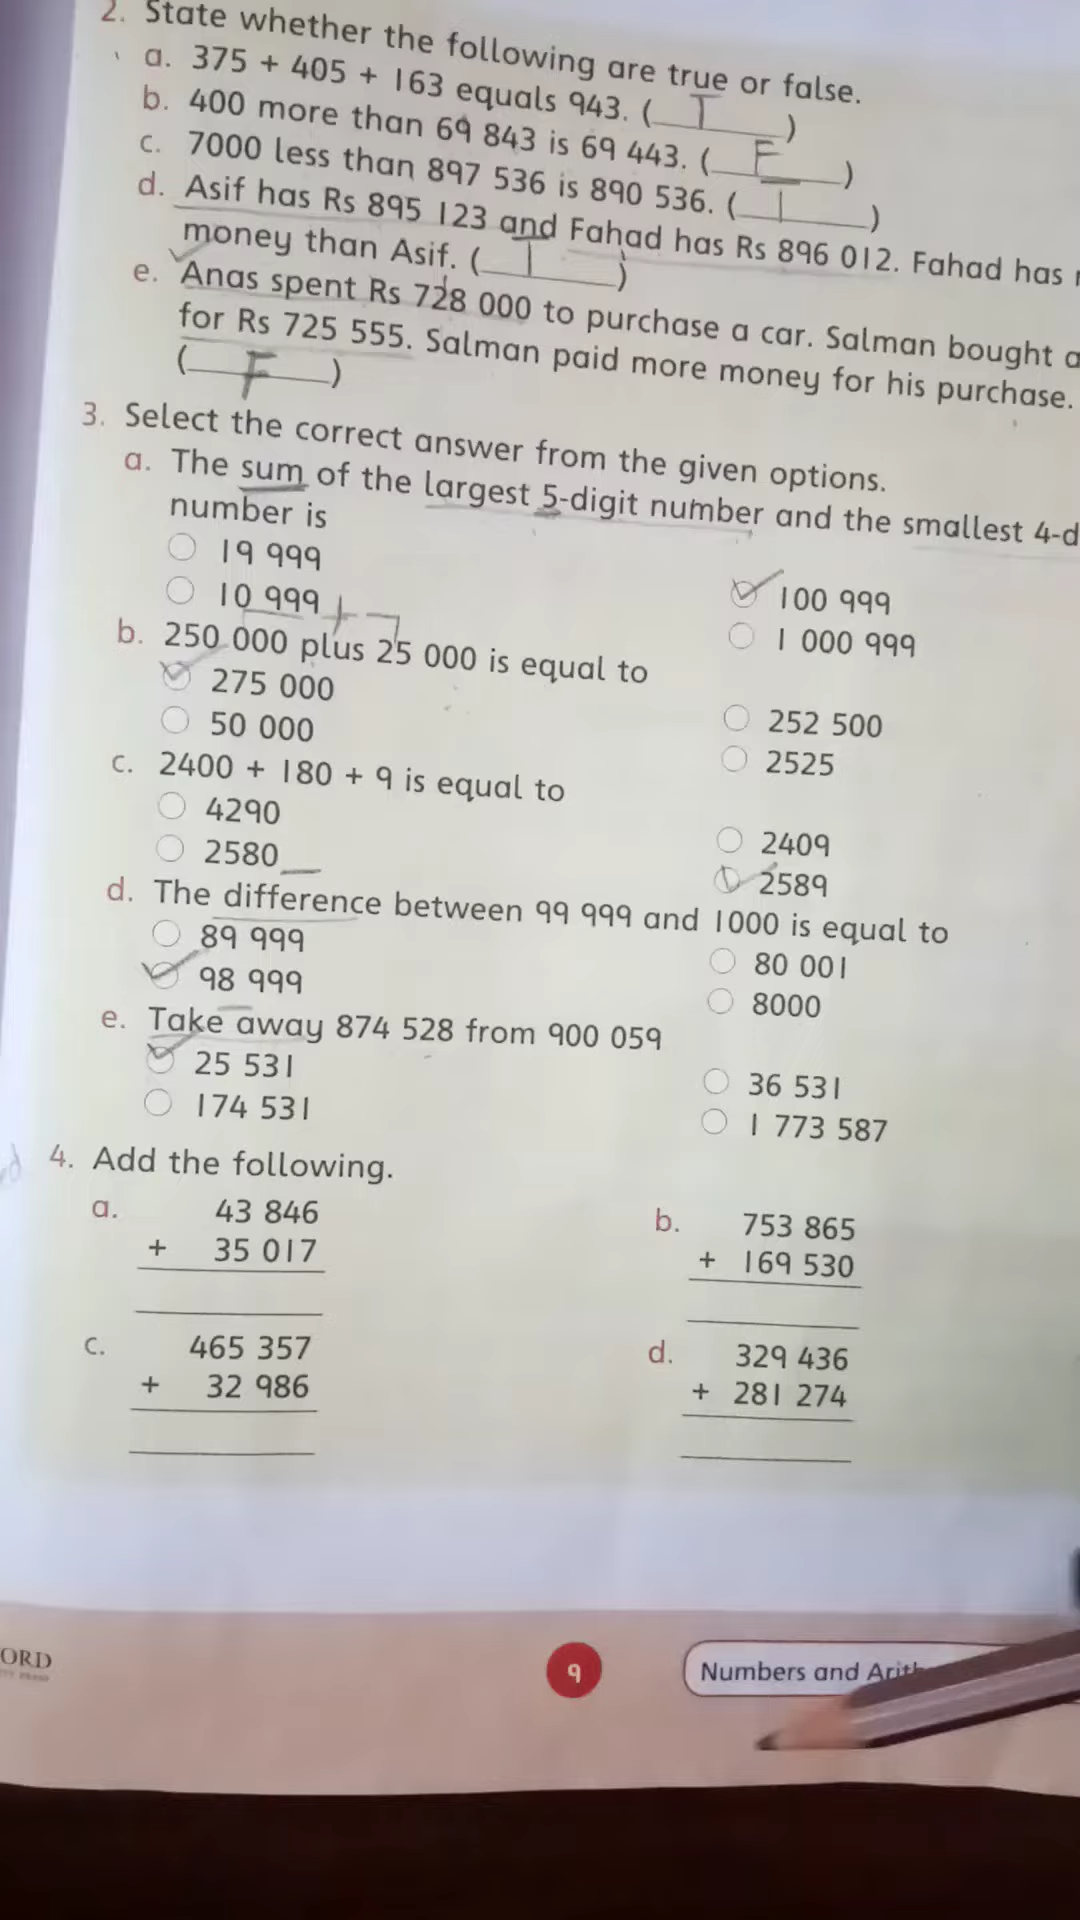 2. State whether the following are true or false.
a. 375 + 405 + 163 equals 943. ( T )
b. 400 more than 69 843 is 69 443. ( F )
c. 7000 less than 897 536 is 890 536. ( T )
d. Asif has Rs 895 123 and Fahad has Rs 896 012. Fahad has
money than Asif. ( T )
e. Anas spent Rs 728 000 to purchase a car. Salman bought a
for Rs 725 555. Salman paid more money for his purchase.
( F )
3. Select the correct answer from the given options.
a. The sum of the largest 5-digit number and the smallest 4-d
number is
19 999
100 999
10 999
1 000 999
b. 250 000 plus 25 000 is equal to
275 000
252 500
50 000
2525
c. 2400 + 180 + 9 is equal to
4290
2409
2580
2589
d. The difference between 99 999 and 1000 is equal to
89 999
80 001
98 999
8000
e. Take away 874 528 from 900 059
25 531
36 531
174 531
1 773 587
4. Add the following.
a. 43 846
+ 35 017
b. 753 865
+ 169 530
c. 465 357
+ 32 986
d. 329 436
+ 281 274
ORD
9
Numbers and Arith